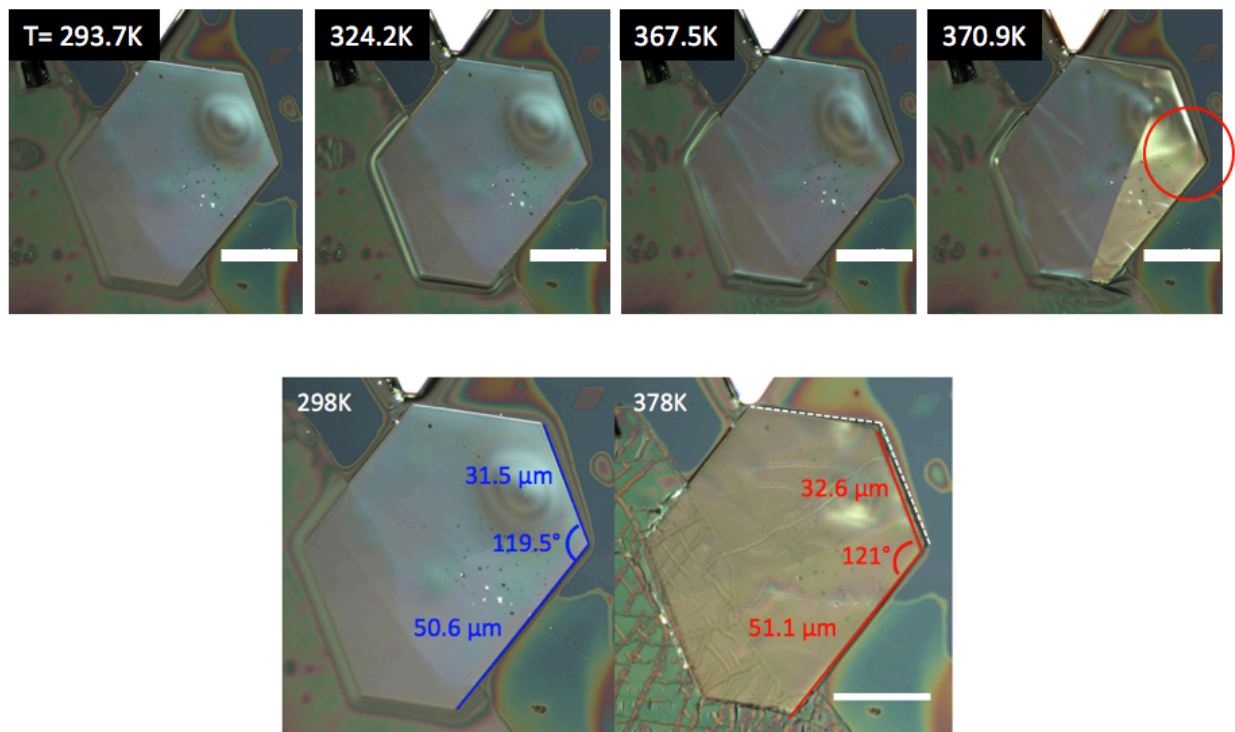 T= 293.7K
324.2K
367.5K
370.9K
298K
31.5 µm
119.5°
50.6 µm
378K
32.6 µm
121°
51.1 µm